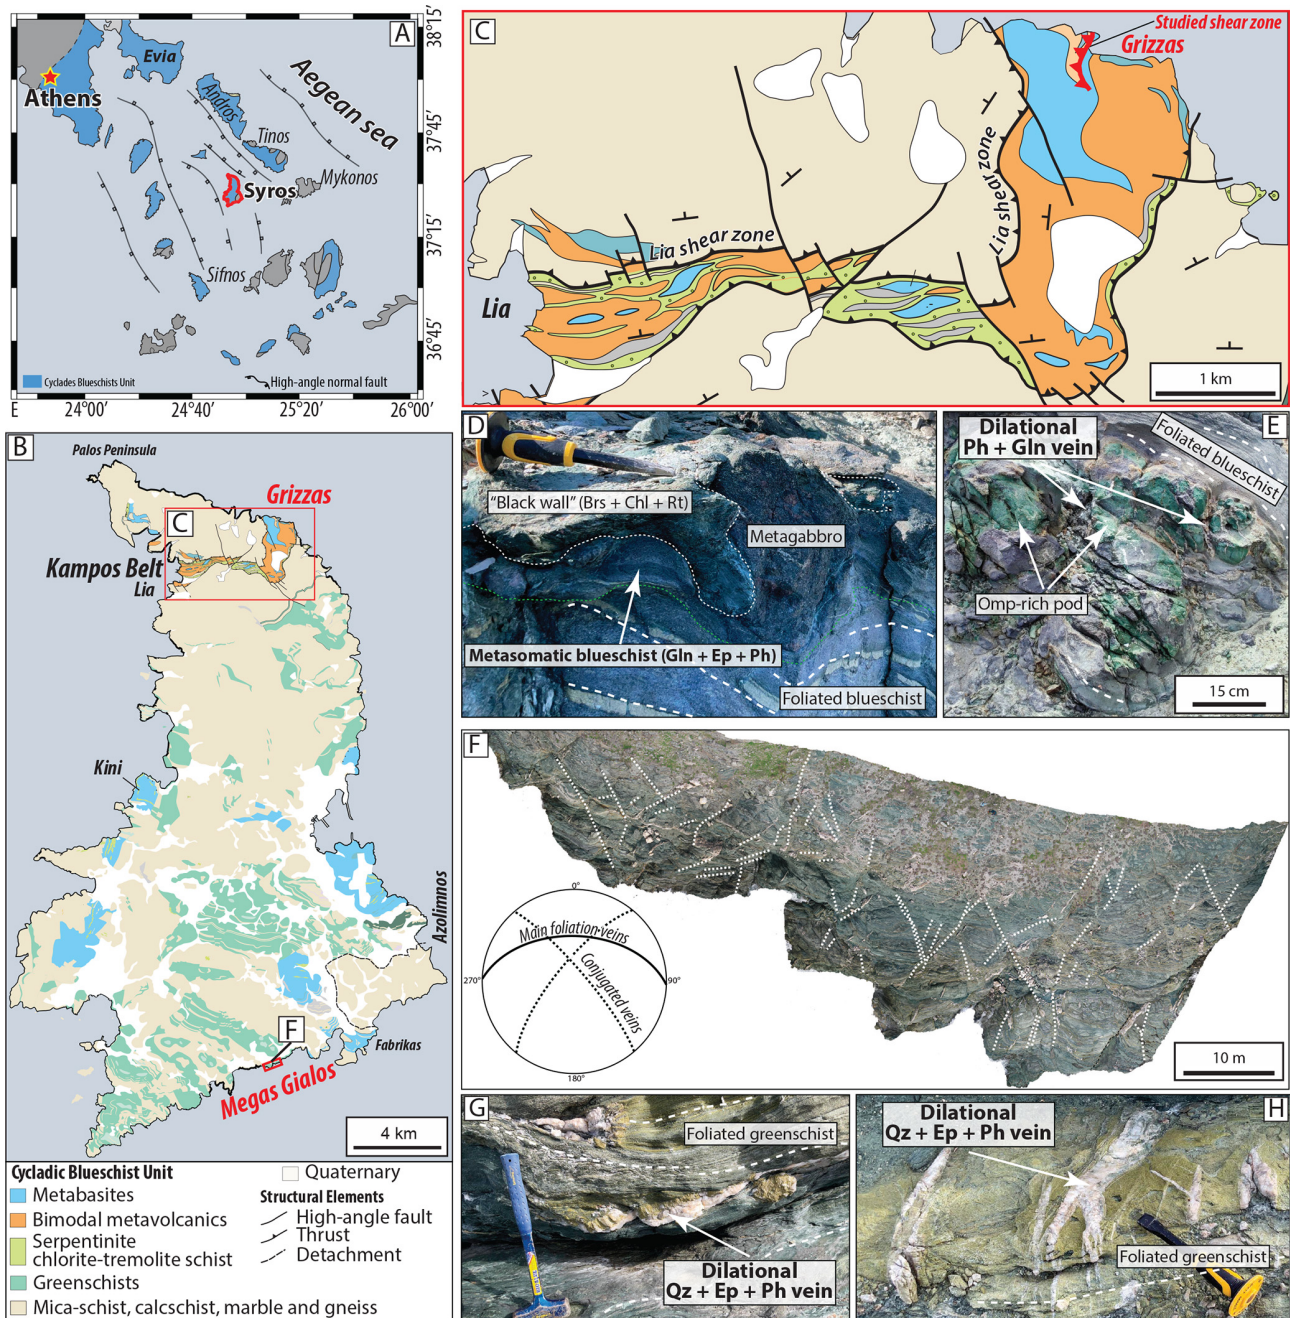 A
Evia
Athens
Andros
Aegean sea
Tinos
Mykonos
Syros
Sifnos
Cyclades Blueschists Unit
High-angle normal fault
E
24°00
24°40′
25°20′
26°00′
38°15′
37°45′
37°15′
36°45′
B
Palos Peninsula
Grizzas
C
Kampos Belt
Lia
Kini
Azolimnos
F
Fabrikas
Megas Gialos
4 km
Cycladic Blueschist Unit
Metabasites
Bimodal metavolcanics
Serpentinite
chlorite-tremolite schist
Greenschists
Mica-schist, calcschist, marble and gneiss
Quaternary
Structural Elements
High-angle fault
Thrust
Detachment
C
Studied shear zone
Grizzas
Lia shear zone
Lia shear zone
Lia
1 km
D
"Black wall" (Brs + Chl + Rt)
Metagabbro
Metasomatic blueschist (Gln + Ep + Ph)
Foliated blueschist
E
Dilational
Ph + Gln vein
Foliated blueschist
Omp-rich pod
15 cm
F
0°
Main foliation veins
Conjugated veins
270°
90°
180°
10 m
G
Foliated greenschist
Dilational
Qz + Ep + Ph vein
H
Dilational
Qz + Ep + Ph vein
Foliated greenschist